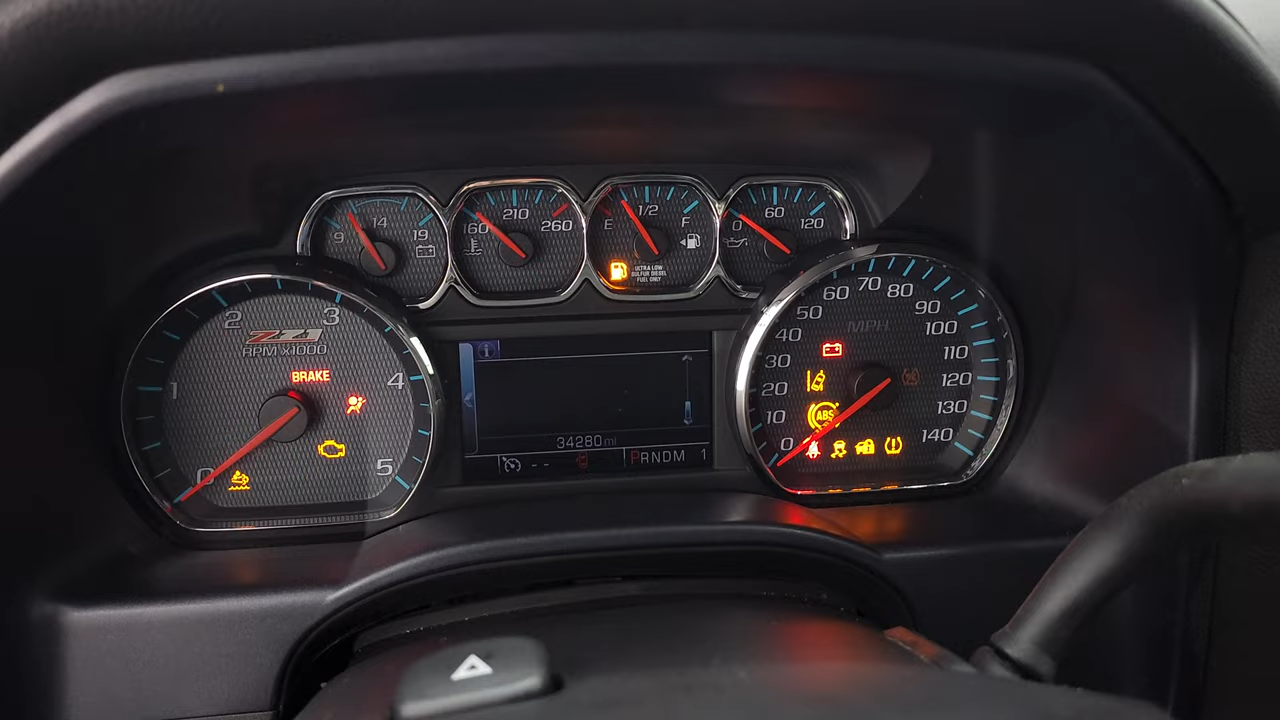 9 14 19
160 210 260
E 1/2 F
ULTRA LOW
SULFUR DIESEL
FUEL ONLY
0 60 120
0 1 2 3 4 5
Z71
RPM X1000
BRAKE
34280 mi
-- PRNDM 1
0 10 20 30 40 50 60 70 80 90 100 110 120 130 140
MPH
ABS